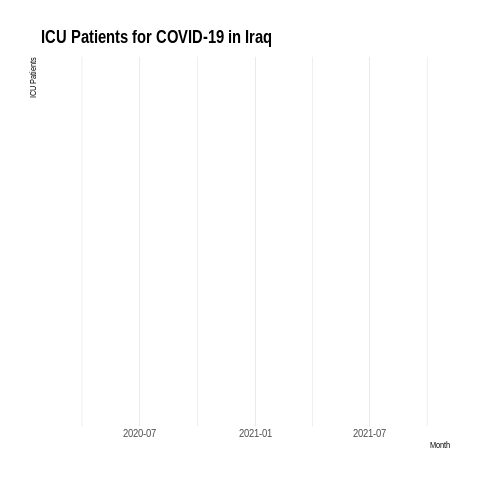 ICU Patients for COVID-19 in Iraq
ICU Patients
2020-07
2021-01
2021-07
Month